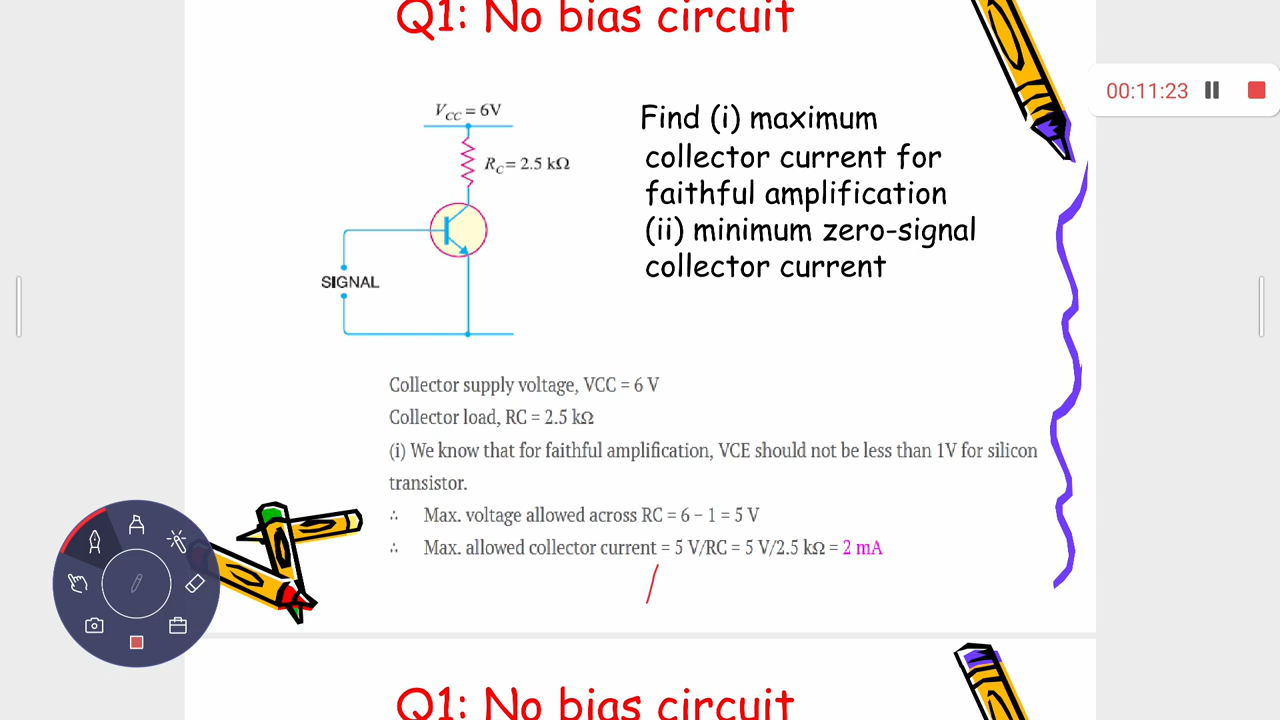 Q1: No bias circuit
00:11:23
VCC = 6V
RC = 2.5 kΩ
SIGNAL
Find (i) maximum
collector current for
faithful amplification
(ii) minimum zero-signal
collector current
Collector supply voltage, VCC = 6 V
Collector load, RC = 2.5 kΩ
(i) We know that for faithful amplification, VCE should not be less than 1V for silicon
transistor.
∴ Max. voltage allowed across RC = 6 − 1 = 5 V
∴ Max. allowed collector current = 5 V/RC = 5 V/2.5 kΩ = 2 mA
Q1: No bias circuit